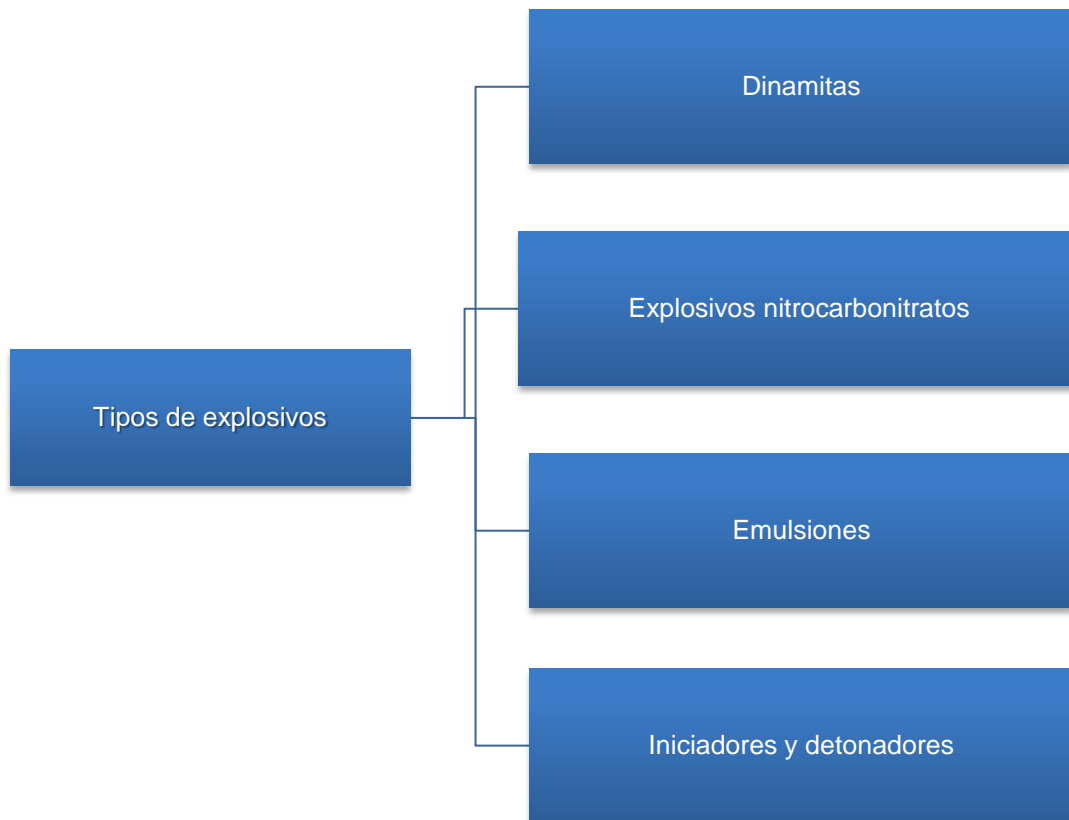 Dinamitas
Explosivos nitrocarbonitratos
Tipos de explosivos
Emulsiones
Iniciadores y detonadores